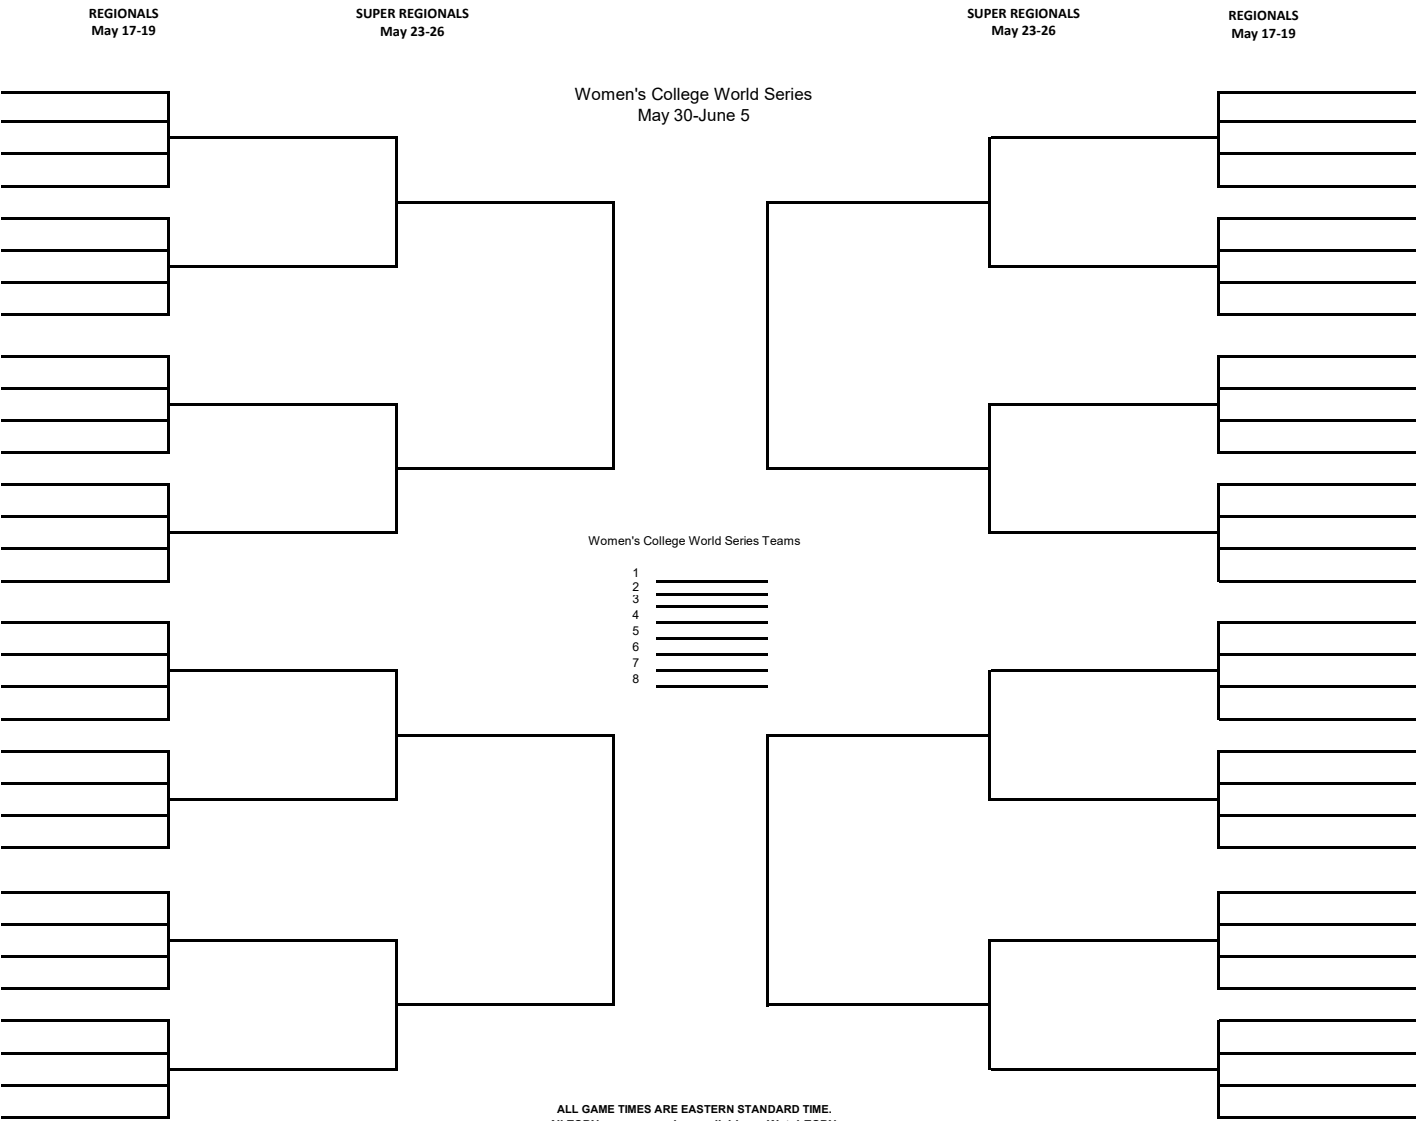 REGIONALS
May 17-19
SUPER REGIONALS
May 23-26
SUPER REGIONALS
May 23-26
REGIONALS
May 17-19
Women's College World Series
May 30-June 5
Women's College World Series Teams
1
2
3
4
5
6
7
8
ALL GAME TIMES ARE EASTERN STANDARD TIME.